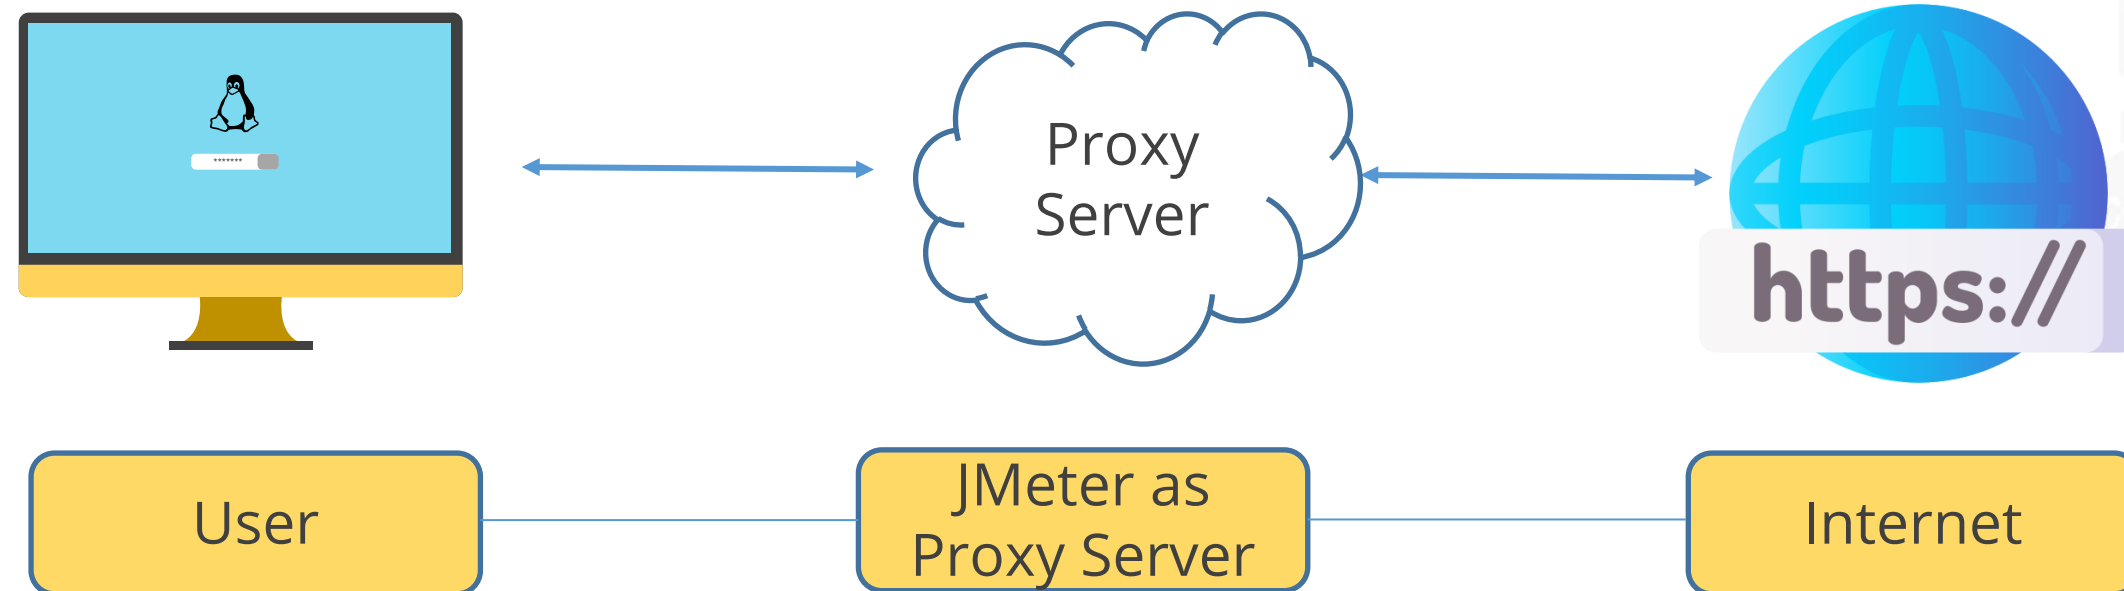 *******
Proxy
Server
https://
User
JMeter as
Proxy Server
Internet